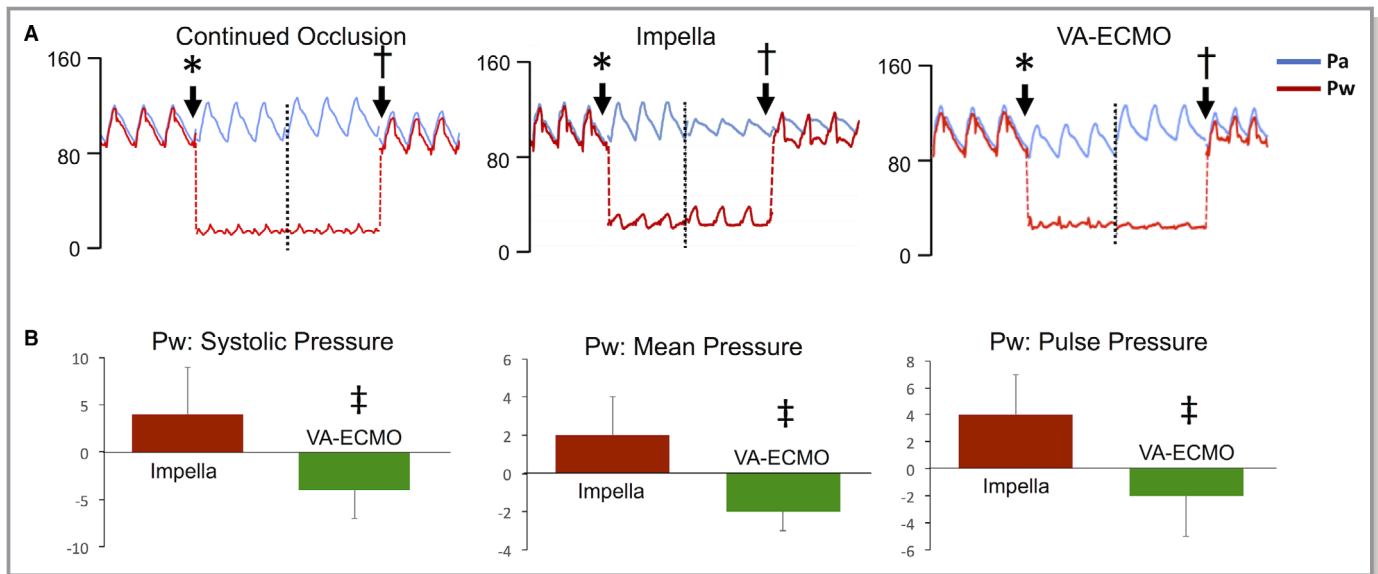 A
Continued Occlusion
Impella
VA-ECMO
* † * † * †
Pa
Pw
160
80
0
160
80
0
160
80
0
B
Pw: Systolic Pressure
10
5
0
-5
-10
Impella
‡
VA-ECMO
Pw: Mean Pressure
6
4
2
0
-2
-4
Impella
‡
VA-ECMO
Pw: Pulse Pressure
8
6
4
2
0
-2
-4
-6
Impella
‡
VA-ECMO